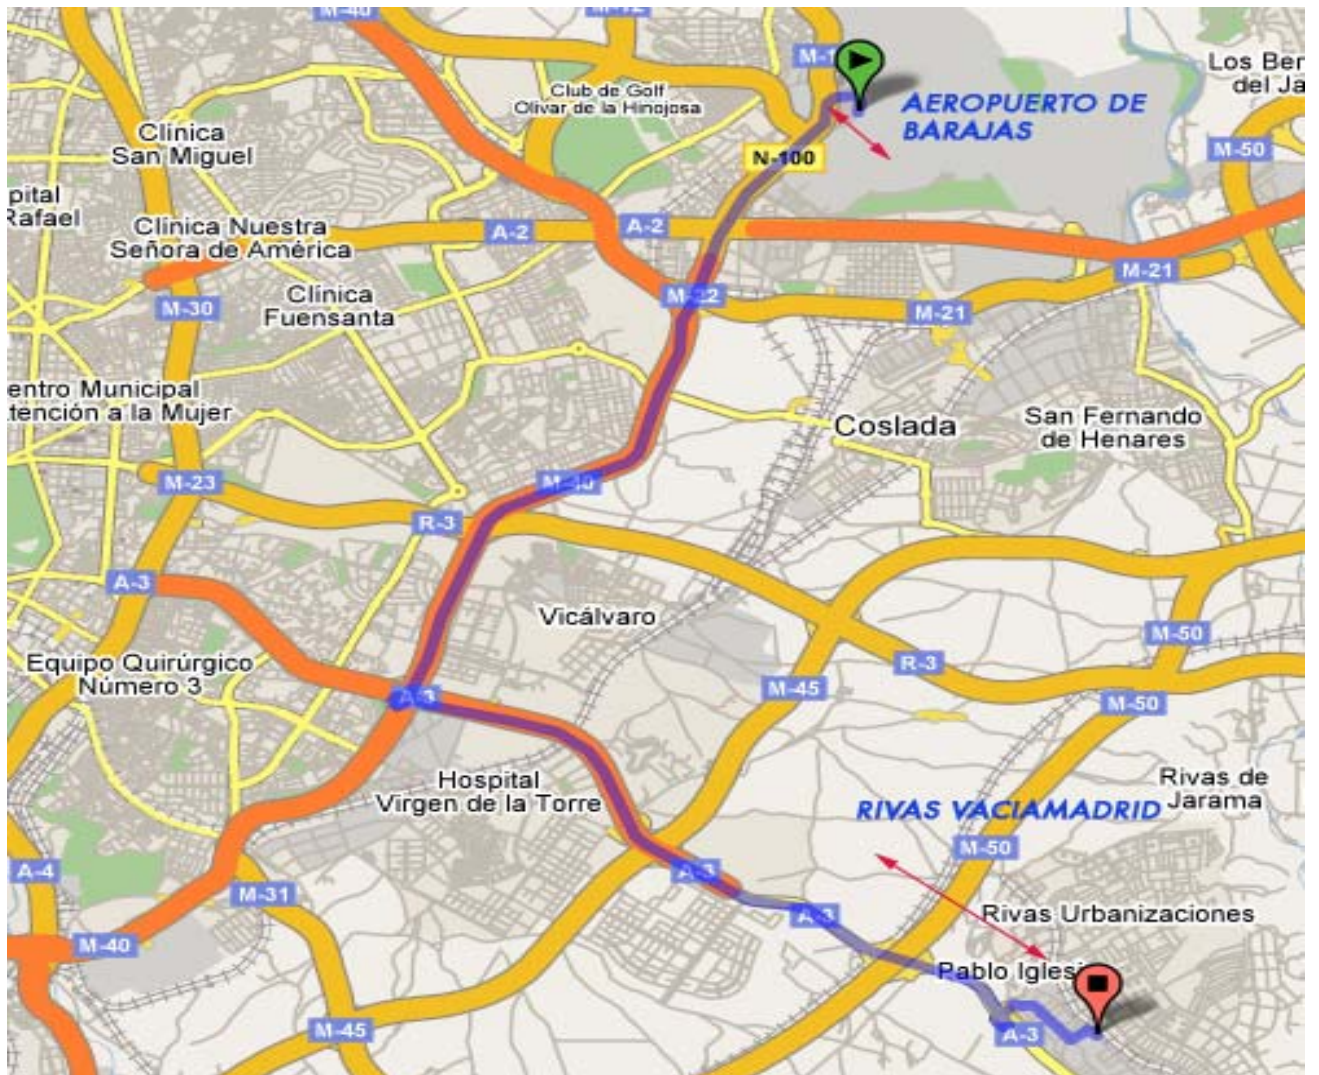 M-40
M-12
M-1
Los Ber
del Ja
Club de Golf
Olivar de la Hinojosa
AEROPUERTO DE
BARAJAS
Clínica
San Miguel
N-100
M-50
pital
Rafael
Clínica Nuestra
Señora de América
A-2
A-2
M-21
M-30
Clínica
Fuensanta
M-22
M-21
entro Municipal
tención a la Mujer
Coslada
San Fernando
de Henares
M-23
M-40
R-3
A-3
Vicálvaro
M-50
Equipo Quirúrgico
Número 3
R-3
A-3
M-45
M-50
Hospital
Virgen de la Torre
Rivas de
Jarama
RIVAS VACIAMADRID
M-50
A-4
A-3
M-31
A-3
Rivas Urbanizaciones
M-40
Pablo Iglesi
M-45
A-3